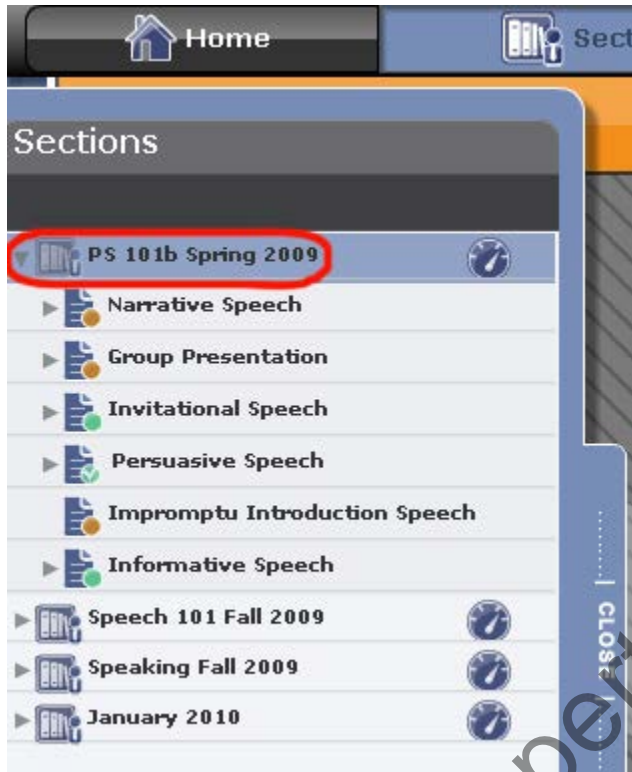 Home
Sect
Sections
PS 101b Spring 2009
Narrative Speech
Group Presentation
Invitational Speech
Persuasive Speech
Impromptu Introduction Speech
Informative Speech
Speech 101 Fall 2009
Speaking Fall 2009
January 2010
CLOSE
per